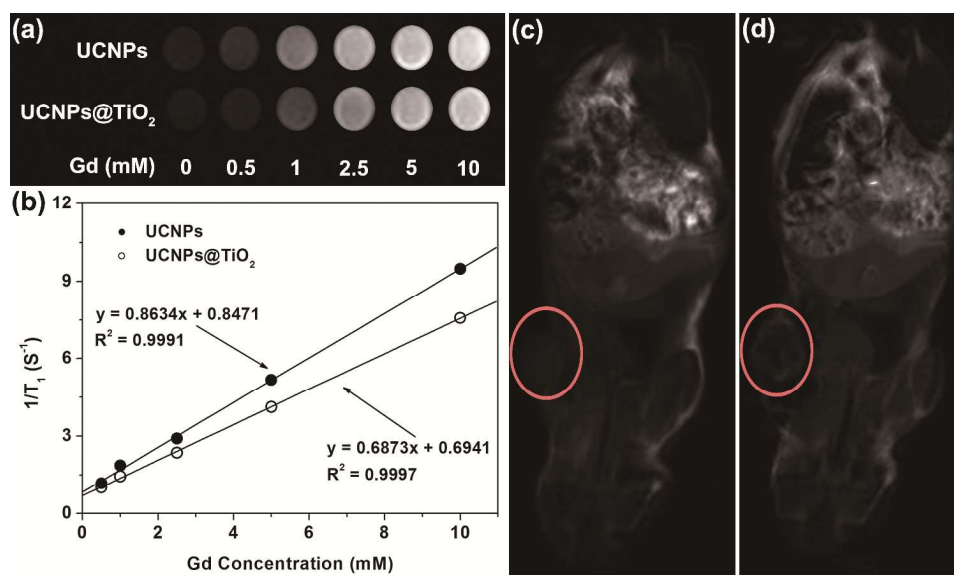 (a)
UCNPs
UCNPs@TiO₂
Gd (mM) 0 0.5 1 2.5 5 10
(b)
12
9
6
3
0
1/T₁ (S⁻¹)
UCNPs
UCNPs@TiO₂
y = 0.8634x + 0.8471
R² = 0.9991
y = 0.6873x + 0.6941
R² = 0.9997
0 2 4 6 8 10
Gd Concentration (mM)
(c)
(d)